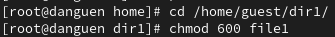 [root@danguen home]# cd /home/guest/dir1/
[root@danguen dir1]# chmod 600 file1